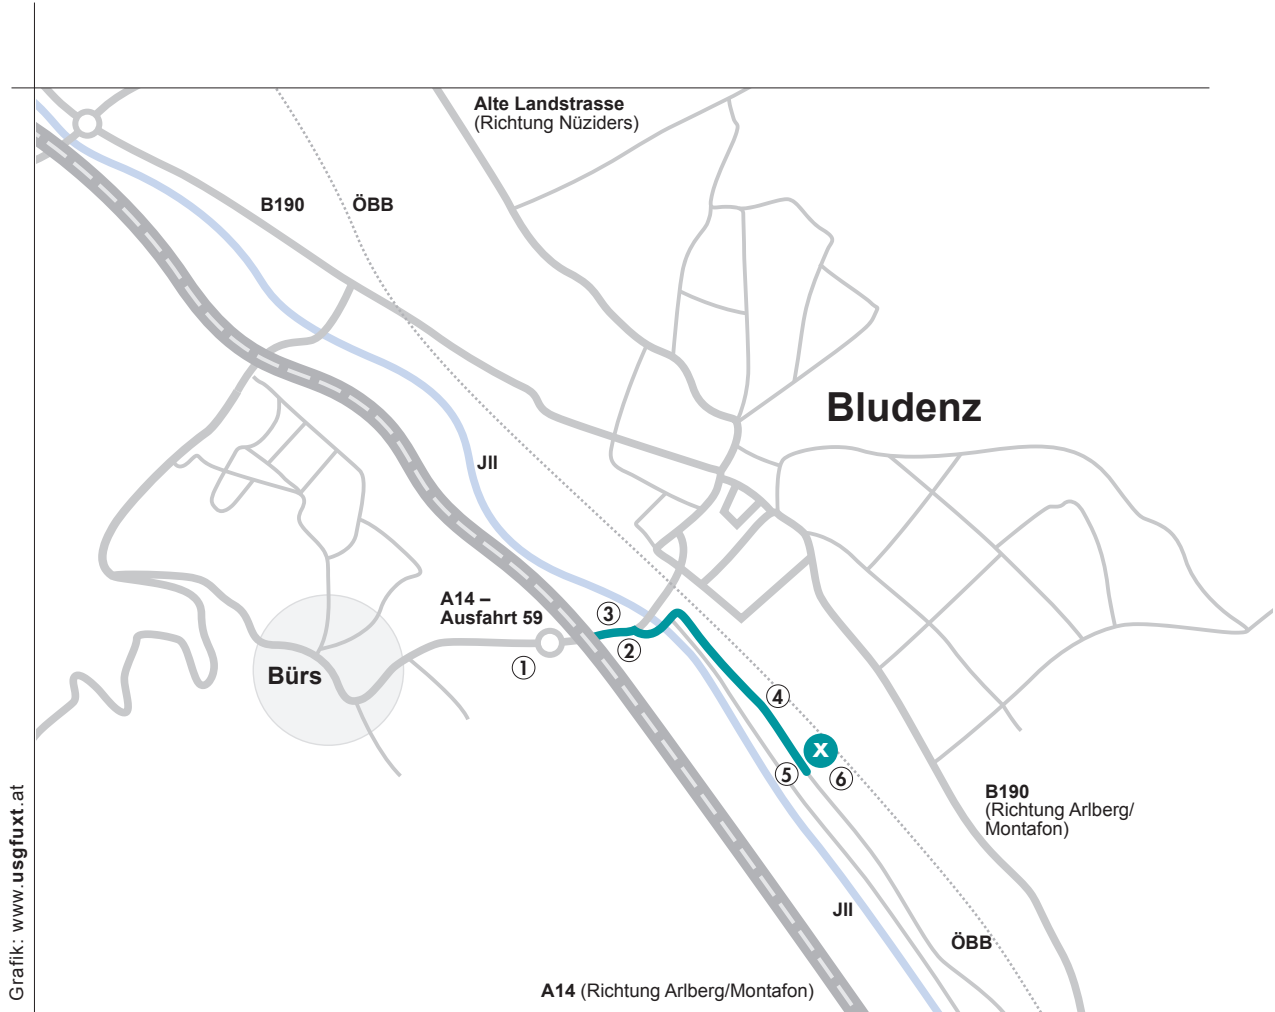 Alte Landstrasse
(Richtung Nüziders)
B190
ÖBB
Bludenz
JII
A14 –
Ausfahrt 59
3
2
1
Bürs
4
X
5
6
B190
(Richtung Arlberg/
Montafon)
JII
ÖBB
A14 (Richtung Arlberg/Montafon)
Grafik: www.usgfuxt.at